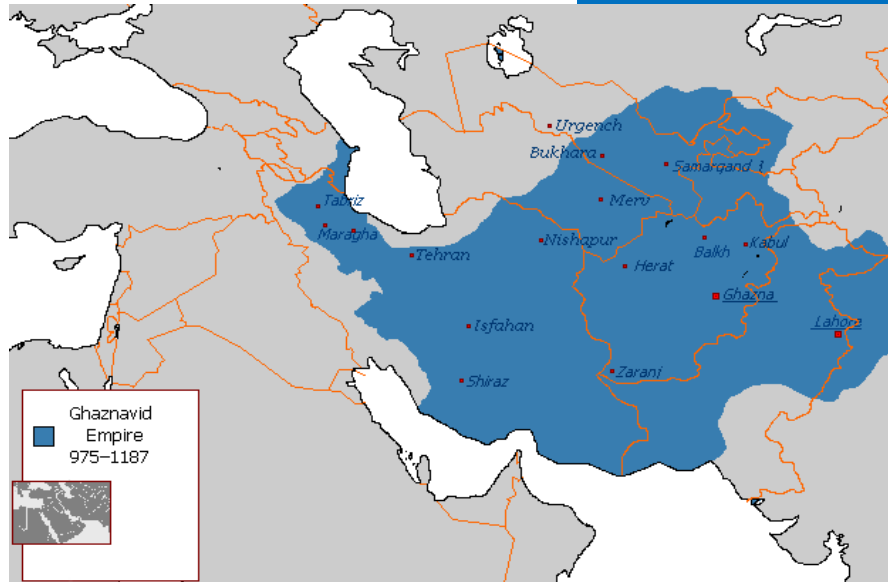 Urgench
Bukhara
Samarqand 1
Merv
Tabriz
Maragha
Tehran
Nishapur
Balkh
Kabul
Herat
Ghazna
Lahore
Isfahan
Shiraz
Zaranj
Ghaznavid
Empire
975-1187